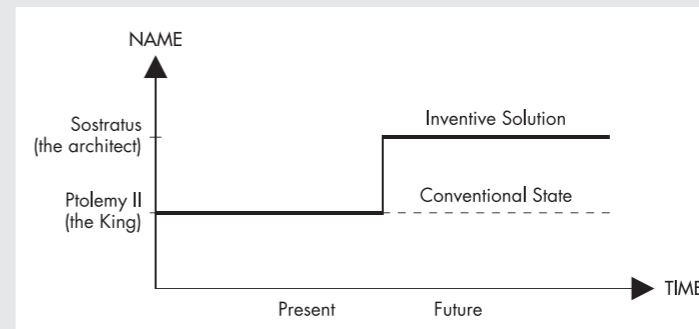 NAME
Sostratus
(the architect)
Inventive Solution
Ptolemy II
(the King)
Conventional State
TIME
Present
Future